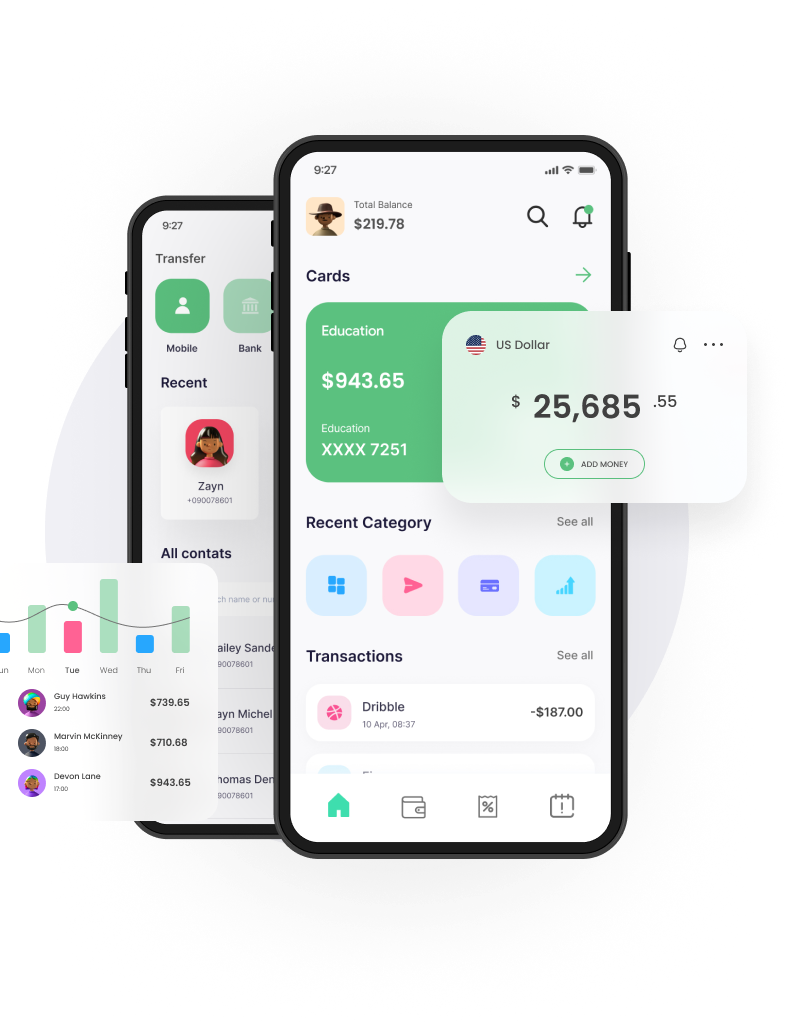 9:27
Total Balance
$219.78
Cards
Education
$943.65
Education
XXXX 7251
US Dollar
$ 25,685 .55
ADD MONEY
Recent Category
See all
Transactions
See all
Dribble
10 Apr, 08:37
-$187.00
9:27
Transfer
Mobile
Bank
Recent
Zayn
+090078601
All contats
ch name or nu
ailey Sande
90078601
ayn Michel
90078601
homas Den
90078601
un Mon Tue Wed Thu Fri
Guy Hawkins
22:00
$739.65
Marvin McKinney
18:00
$710.68
Devon Lane
17:00
$943.65